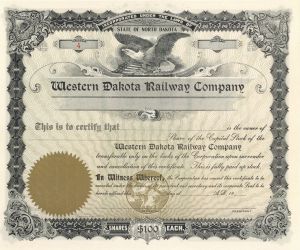 INCORPORATED UNDER THE LAWS OF
STATE OF NORTH DAKOTA
4
Western Dakota Railway Company
This is to certify that is the owner of
Shares of the Capital Stock of the
Western Dakota Railway Company
transferable only on the books of the Corporation upon surrender
and cancellation of this certificate. This is fully paid up stock.
In Witness Whereof,
A.D. 19
SHARES $100 EACH.